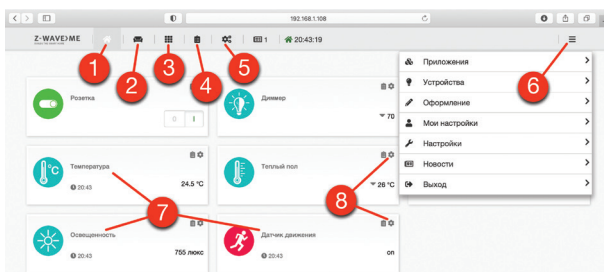 192.168.1.108
Z-WAVE>ME
1 20:43:19
1
2
3
4
5
6
Приложения
Устройства
Оформление
Мои настройки
Настройки
Новости
Выход
Розетка
0 I
Диммер
70
Температура
20:43
24.5 °C
Теплый пол
26 °C
7
8
Освещенность
20:43
755 люкс
Датчик движения
20:43
on